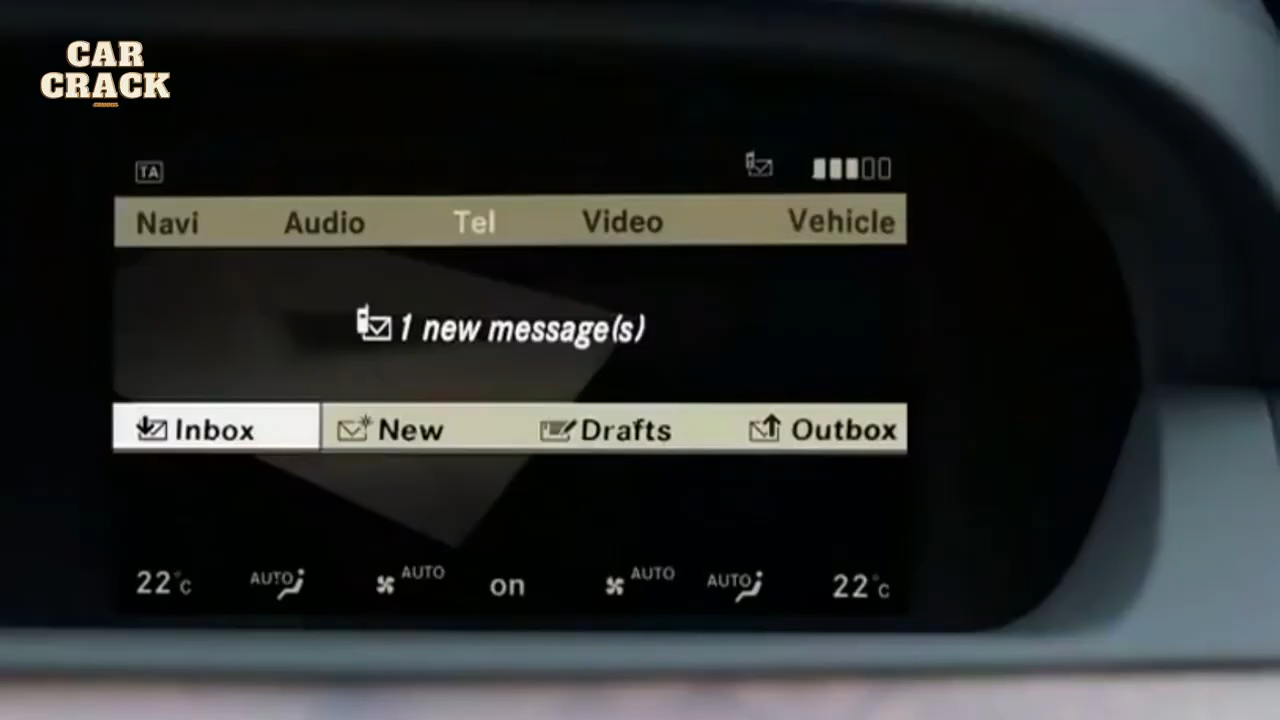 CAR
CRACK
TA
Navi Audio Tel Video Vehicle
1 new message(s)
Inbox New Drafts Outbox
22°C AUTO AUTO on AUTO AUTO 22°C